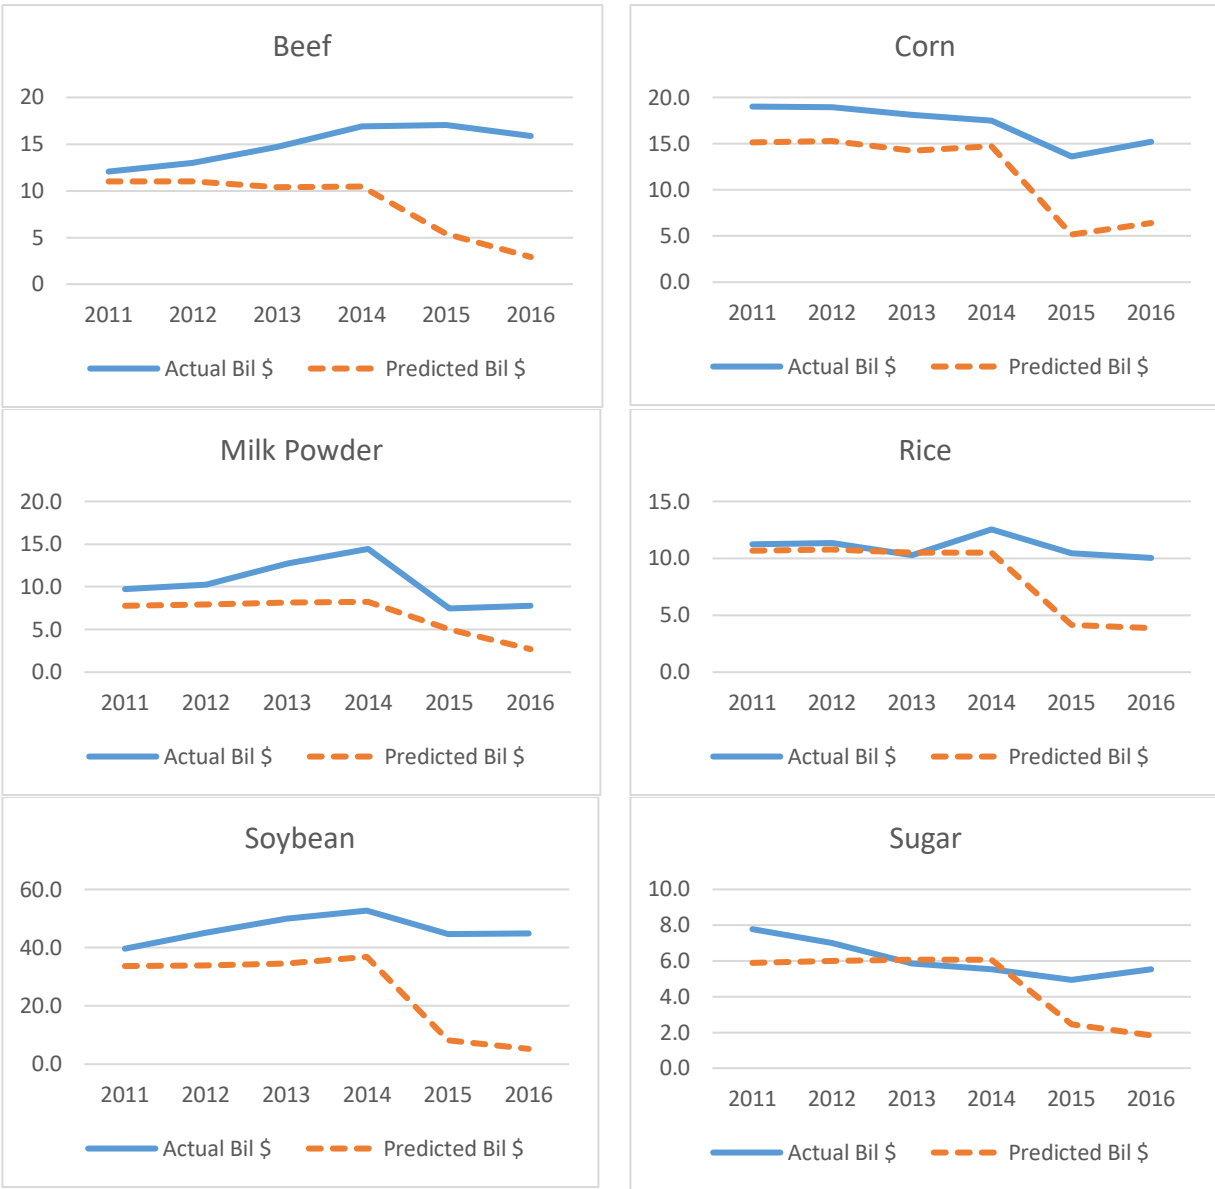 Beef
20
15
10
5
0
2011 2012 2013 2014 2015 2016
Actual Bil $ Predicted Bil $
Corn
20.0
15.0
10.0
5.0
0.0
2011 2012 2013 2014 2015 2016
Actual Bil $ Predicted Bil $
Milk Powder
20.0
15.0
10.0
5.0
0.0
2011 2012 2013 2014 2015 2016
Actual Bil $ Predicted Bil $
Rice
15.0
10.0
5.0
0.0
2011 2012 2013 2014 2015 2016
Actual Bil $ Predicted Bil $
Soybean
60.0
40.0
20.0
0.0
2011 2012 2013 2014 2015 2016
Actual Bil $ Predicted Bil $
Sugar
10.0
8.0
6.0
4.0
2.0
0.0
2011 2012 2013 2014 2015 2016
Actual Bil $ Predicted Bil $